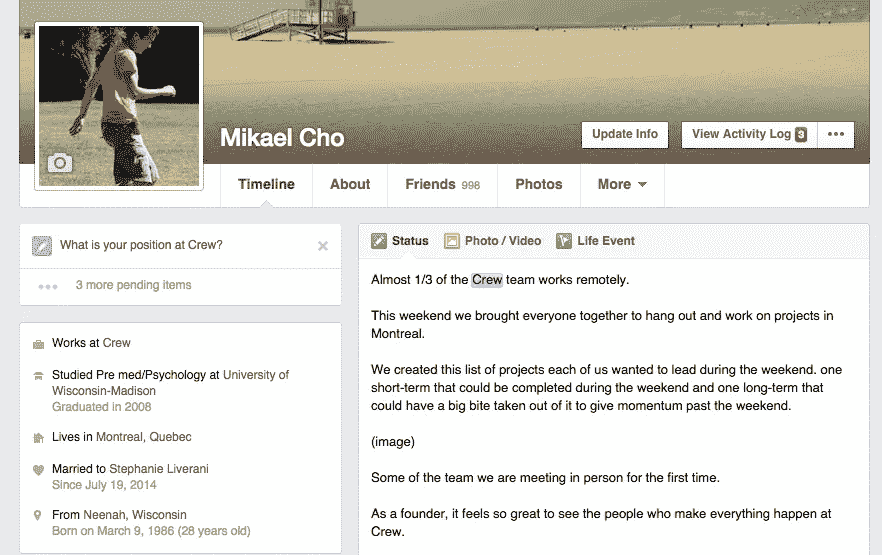 Mikael Cho
Update Info
View Activity Log 3
Timeline
About
Friends 998
Photos
More
What is your position at Crew?
3 more pending items
Works at Crew
Studied Pre med/Psychology at University of
Wisconsin-Madison
Graduated in 2008
Lives in Montreal, Quebec
Married to Stephanie Liverani
Since July 19, 2014
From Neenah, Wisconsin
Born on March 9, 1986 (28 years old)
Status
Photo / Video
Life Event
Almost 1/3 of the Crew team works remotely.
This weekend we brought everyone together to hang out and work on projects in
Montreal.
We created this list of projects each of us wanted to lead during the weekend. one
short-term that could be completed during the weekend and one long-term that
could have a big bite taken out of it to give momentum past the weekend.
(image)
Some of the team we are meeting in person for the first time.
As a founder, it feels so great to see the people who make everything happen at
Crew.